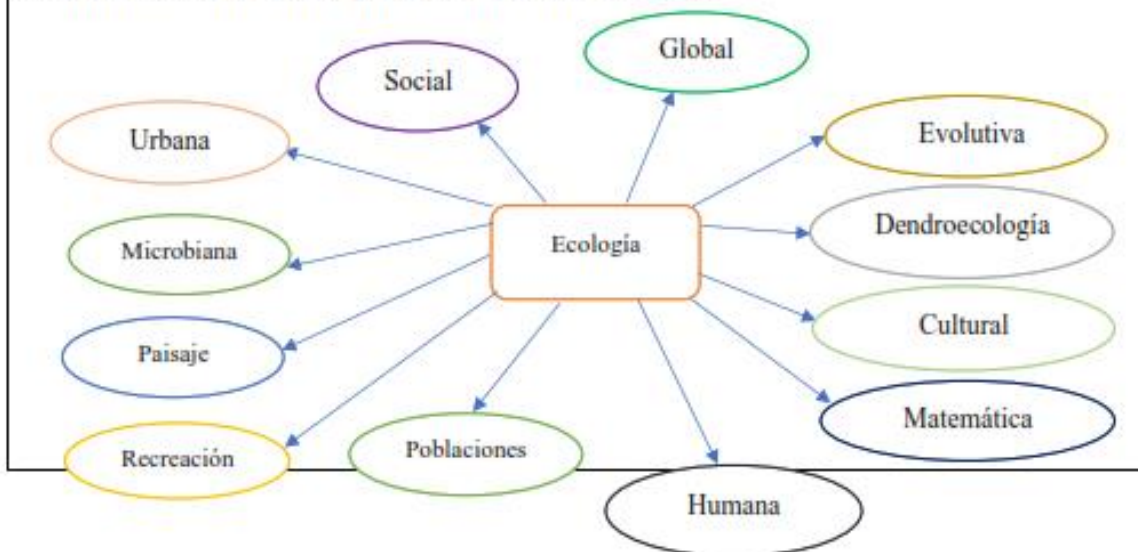 Global
Social
Evolutiva
Urbana
Dendroecología
Ecología
Microbiana
Cultural
Paisaje
Matemática
Poblaciones
Recreación
Humana